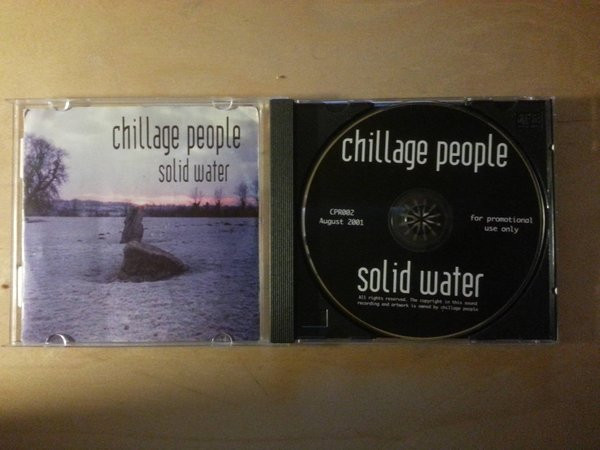 chillage people
solid water
chillage people
CPR002
August 2001
for promotional
use only
solid water
All rights reserved. The copyright in this sound
recording and artwork is owned by chillage people